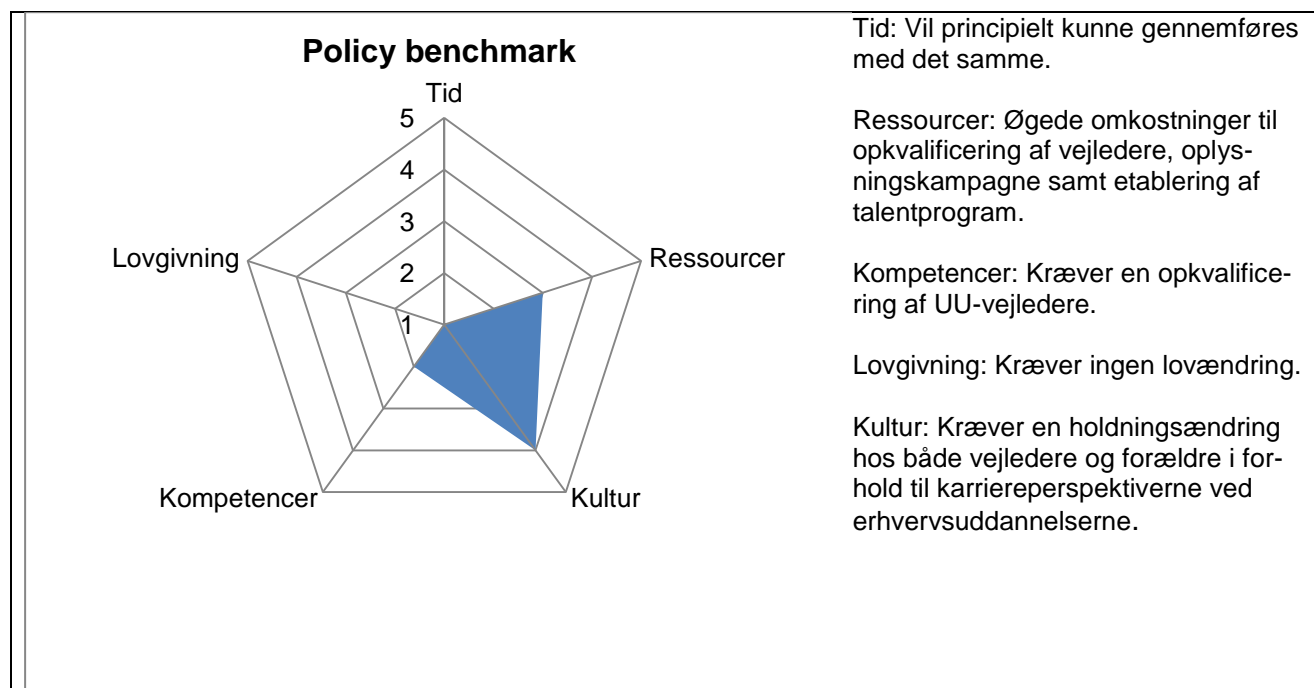 Policy benchmark
Tid
5
4
3
2
1
Ressourcer
Kultur
Kompetencer
Lovgivning
Tid: Vil principielt kunne gennemføres
med det samme.
Ressourcer: Øgede omkostninger til
opkvalificering af vejledere, oplys-
ningskampagne samt etablering af
talentprogram.
Kompetencer: Kræver en opkvalifice-
ring af UU-vejledere.
Lovgivning: Kræver ingen lovændring.
Kultur: Kræver en holdningsændring
hos både vejledere og forældre i for-
hold til karriereperspektiverne ved
erhvervsuddannelserne.